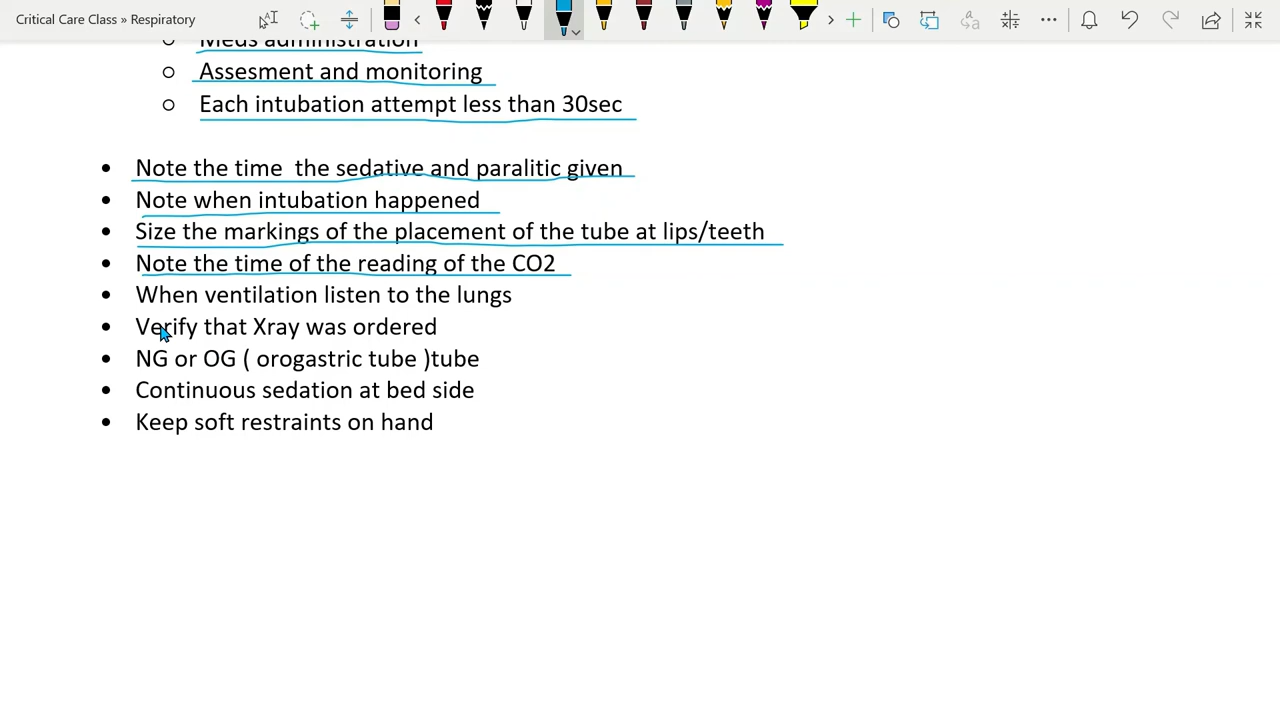 Critical Care Class » Respiratory
Meds administration
Assesment and monitoring
Each intubation attempt less than 30sec
Note the time the sedative and paralitic given
Note when intubation happened
Size the markings of the placement of the tube at lips/teeth
Note the time of the reading of the CO2
When ventilation listen to the lungs
Verify that Xray was ordered
NG or OG ( orogastric tube )tube
Continuous sedation at bed side
Keep soft restraints on hand